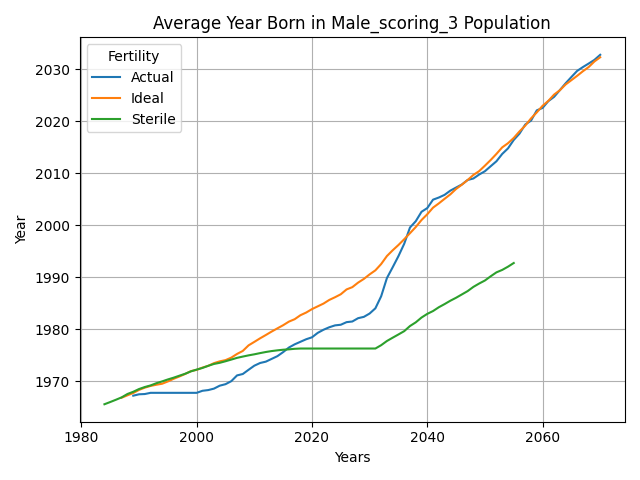 Average Year Born in Male_scoring_3 Population
Fertility
Actual
Ideal
Sterile
Year
2030
2020
2010
2000
1990
1980
1970
1980
2000
2020
2040
2060
Years